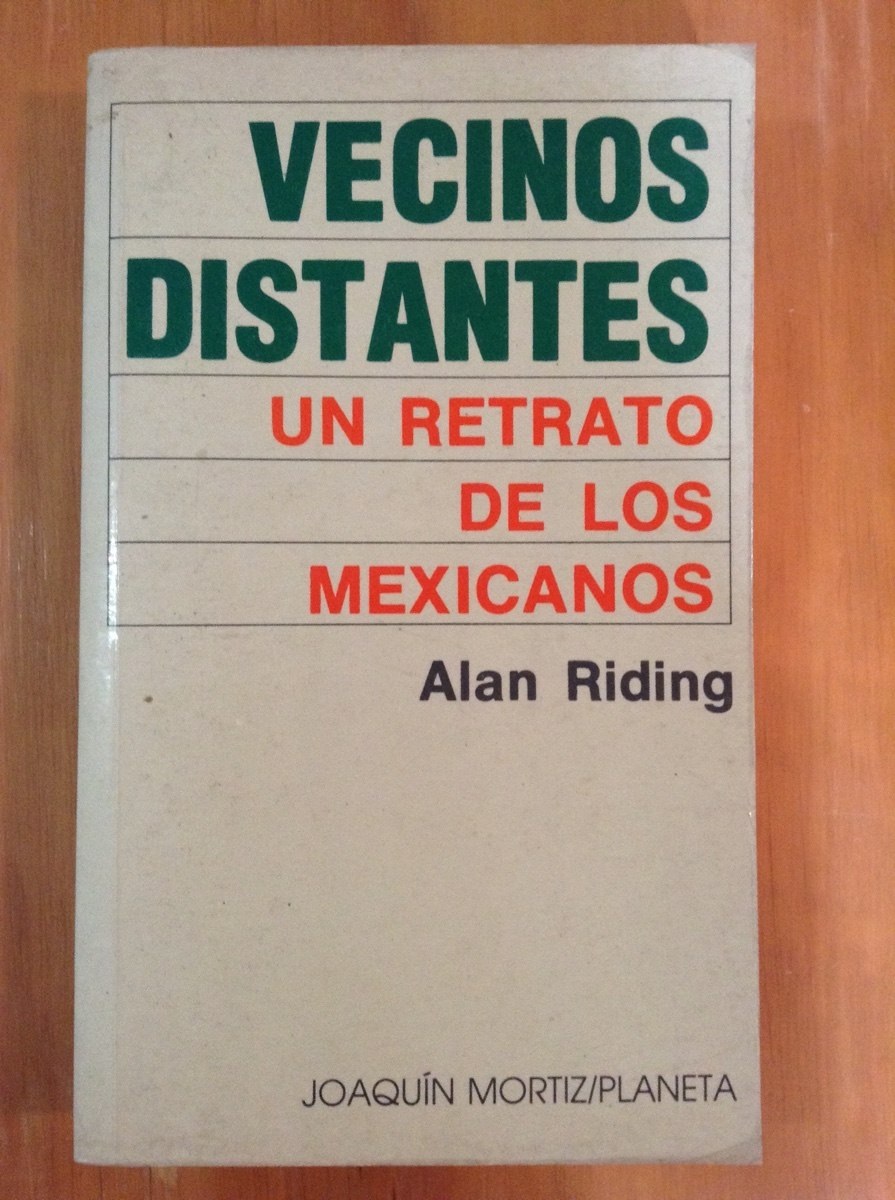 VECINOS
DISTANTES
UN RETRATO
DE LOS
MEXICANOS
Alan Riding
JOAQUÍN MORTIZ/PLANETA